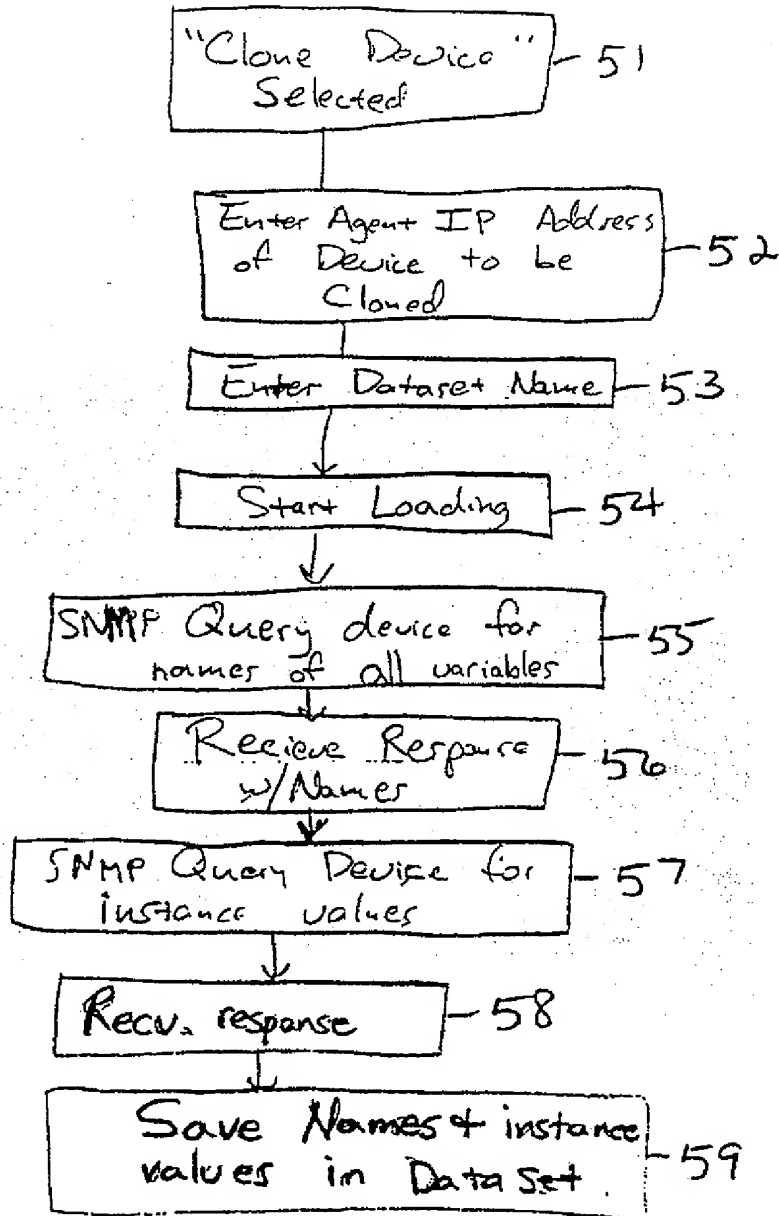 "Clone Device"
Selected
51
Enter Agent IP Address
of Device to be
Cloned
52
Enter Dataset Name
53
Start Loading
54
SNMP Query device for
names of all variables
55
Recieve Response
w/Names
56
SNMP Query Device for
instance values
57
Recv. response
58
Save Names & instance
values in Data Set.
59